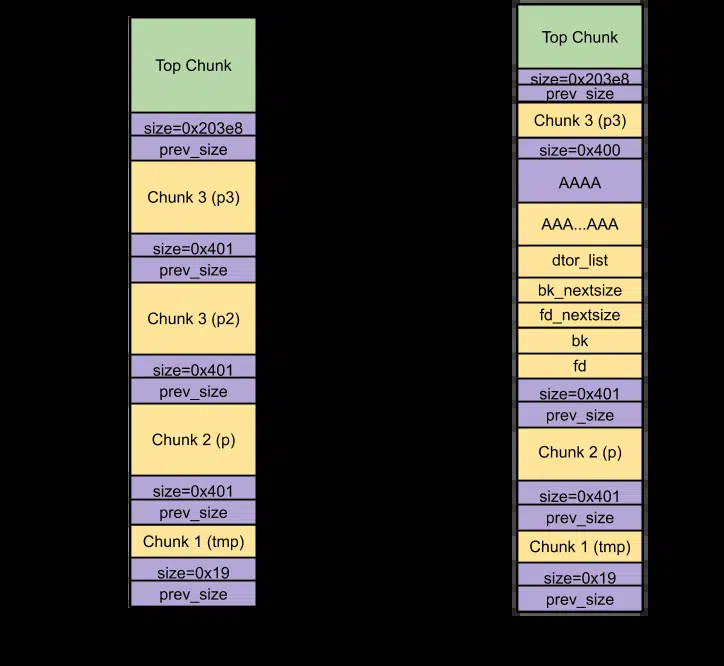 Top Chunk
size=0x203e8
prev_size
Chunk 3 (p3)
size=0x401
prev_size
Chunk 3 (p2)
size=0x401
prev_size
Chunk 2 (p)
size=0x401
prev_size
Chunk 1 (tmp)
size=0x19
prev_size
Top Chunk
size=0x203e8
prev_size
Chunk 3 (p3)
size=0x400
AAAA
AAA...AAA
dtor_list
bk_nextsize
fd_nextsize
bk
fd
size=0x401
prev_size
Chunk 2 (p)
size=0x401
prev_size
Chunk 1 (tmp)
size=0x19
prev_size